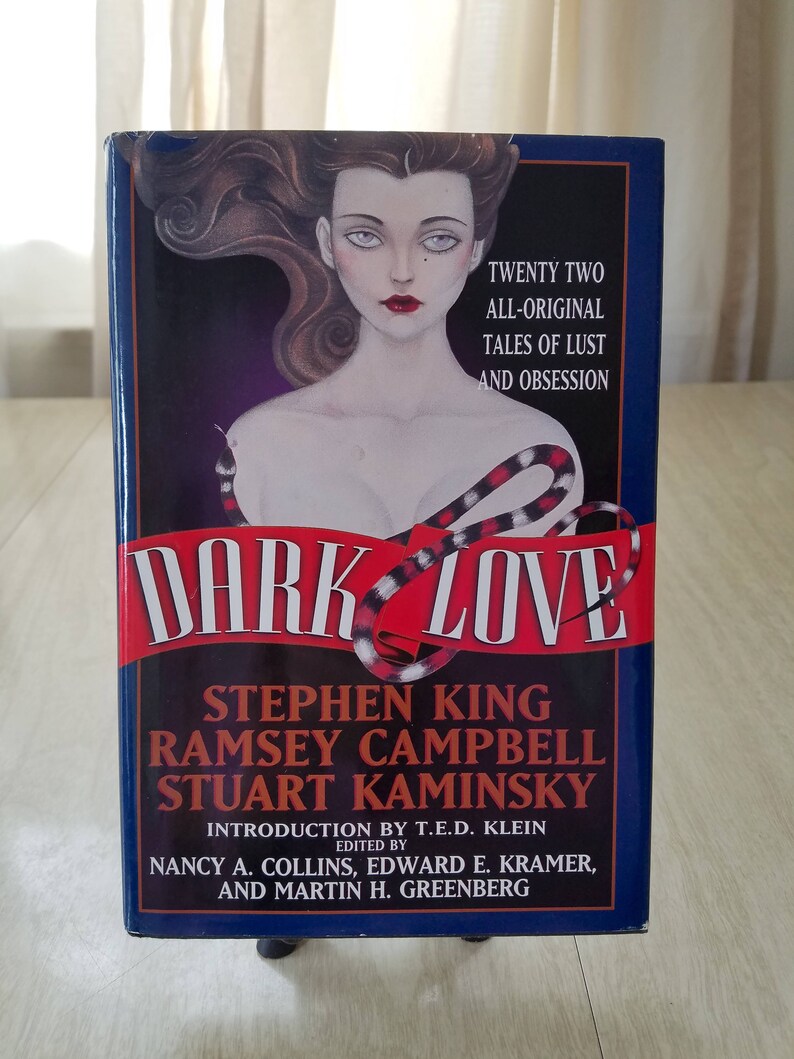 TWENTY TWO
ALL-ORIGINAL
TALES OF LUST
AND OBSESSION
DARK LOVE
STEPHEN KING
RAMSEY CAMPBELL
STUART KAMINSKY
INTRODUCTION BY T.E.D. KLEIN
EDITED BY
NANCY A. COLLINS, EDWARD E. KRAMER,
AND MARTIN H. GREENBERG